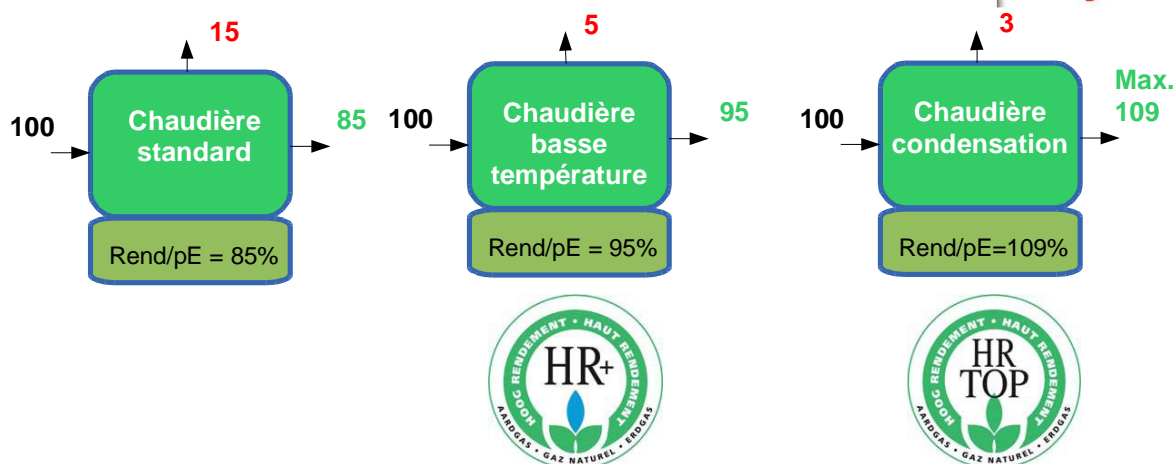 100
15
Chaudière
standard
85
Rend/pE = 85%
100
5
Chaudière
basse
température
95
Rend/pE = 95%
100
3
Chaudière
condensation
Max.
109
Rend/pE=109%
HOOG RENDEMENT • HAUT RENDEMENT
HR+
AARDGAS • GAZ NATUREL • ERDGAS
HOOG RENDEMENT • HAUT RENDEMENT
HR
TOP
AARDGAS • GAZ NATUREL • ERDGAS